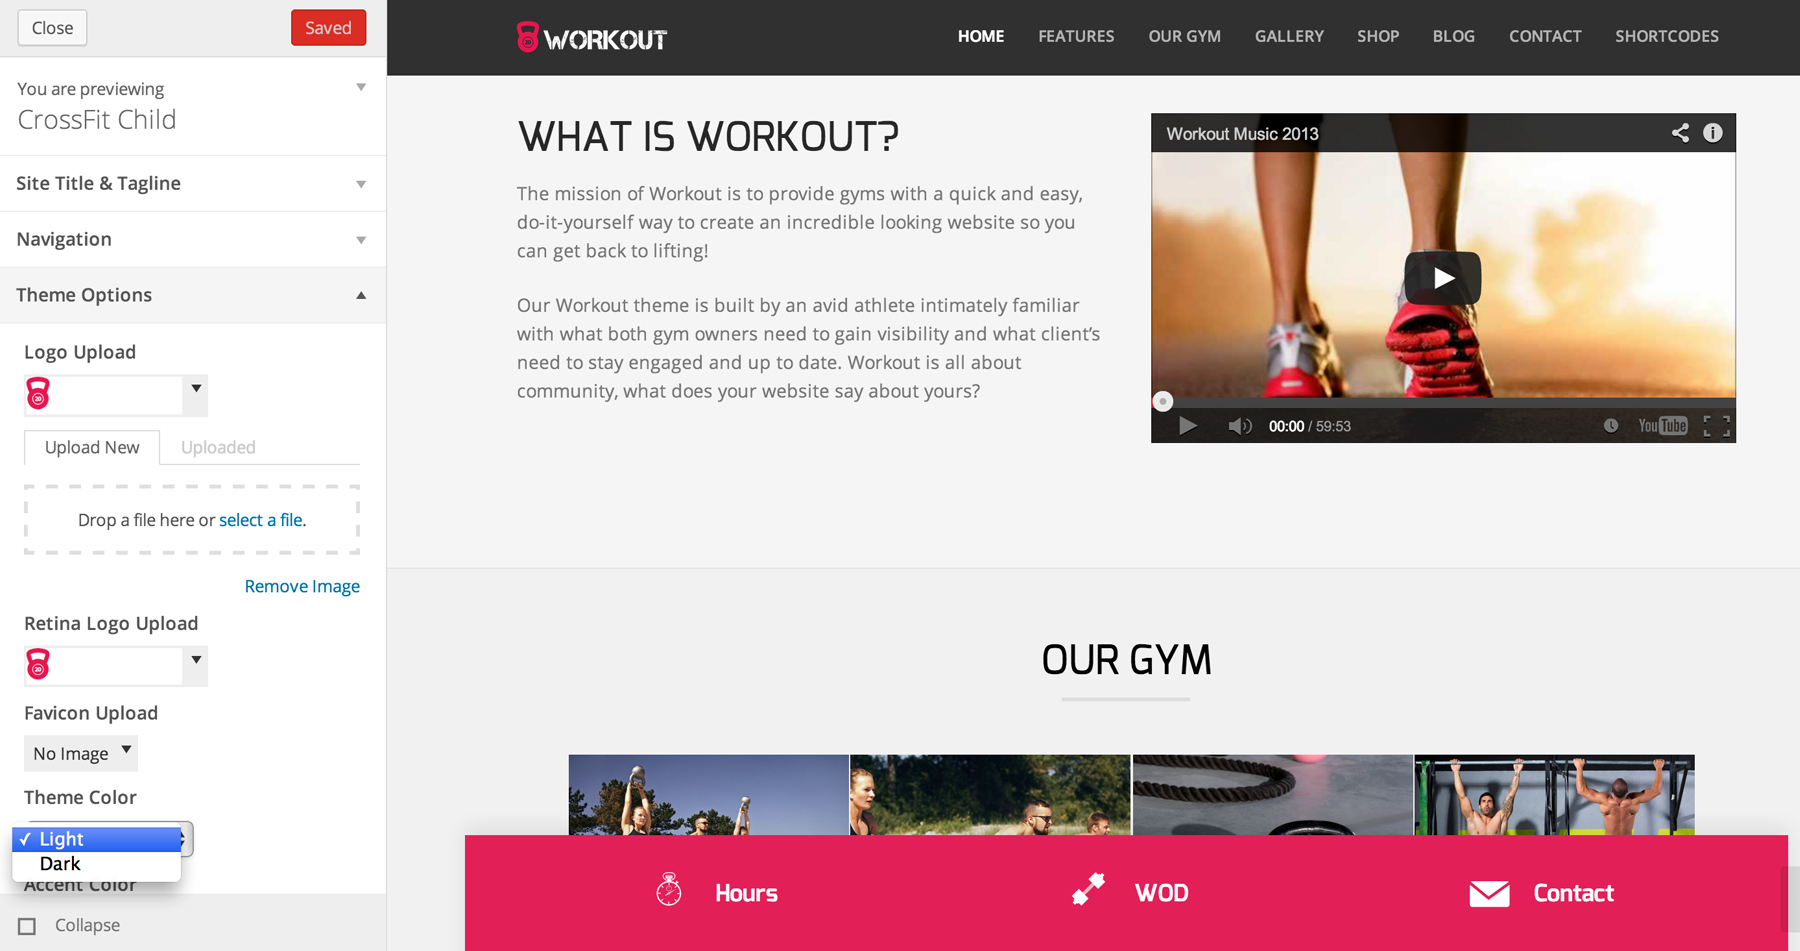 Close
Saved
You are previewing
CrossFit Child
Site Title & Tagline
Navigation
Theme Options
Logo Upload
20
Upload New
Uploaded
Drop a file here or select a file.
Remove Image
Retina Logo Upload
20
Favicon Upload
No Image
Theme Color
✓ Light
Dark
Accent Color
Collapse
20
WORKOUT
HOME
FEATURES
OUR GYM
GALLERY
SHOP
BLOG
CONTACT
SHORTCODES
WHAT IS WORKOUT?
The mission of Workout is to provide gyms with a quick and easy,
do-it-yourself way to create an incredible looking website so you
can get back to lifting!
Our Workout theme is built by an avid athlete intimately familiar
with what both gym owners need to gain visibility and what client’s
need to stay engaged and up to date. Workout is all about
community, what does your website say about yours?
Workout Music 2013
00:00 / 59:53
YouTube
OUR GYM
Hours
WOD
Contact